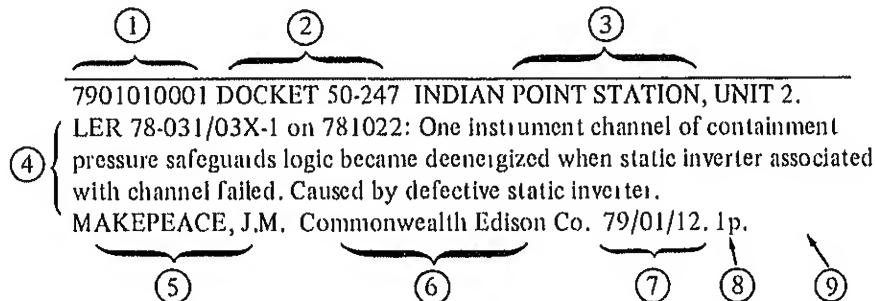 ① ② ③
7901010001 DOCKET 50-247 INDIAN POINT STATION, UNIT 2.
LER 78-031/03X-1 on 781022: One instrument channel of containment
④ pressure safeguards logic became deenergized when static inverter associated
with channel failed. Caused by defective static inverter.
MAKEPEACE, J.M. Commonwealth Edison Co. 79/01/12. 1p.
⑤ ⑥ ⑦ ⑧ ⑨